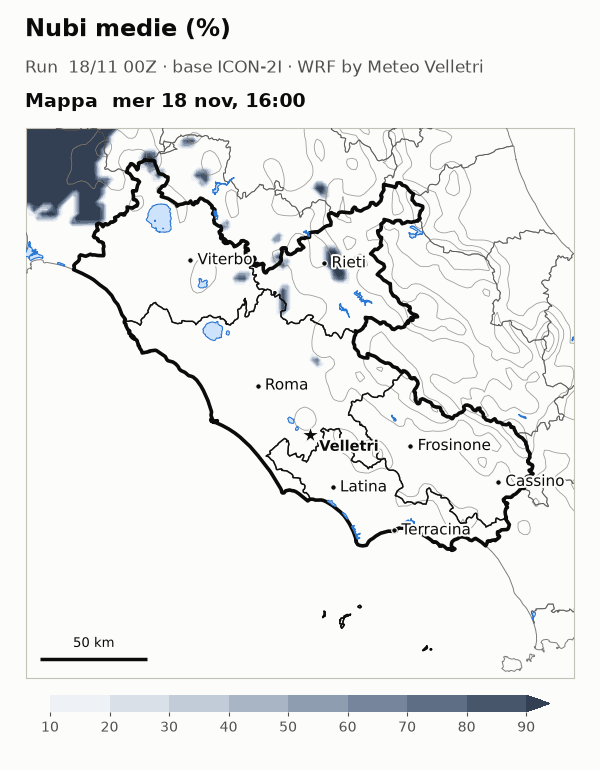 Nubi medie (%)
Run 18/11 00Z · base ICON-2I · WRF by Meteo Velletri
Mappa mer 18 nov, 16:00
Viterbo
Rieti
Roma
Velletri
Frosinone
Cassino
Latina
Terracina
50 km
10 20 30 40 50 60 70 80 90